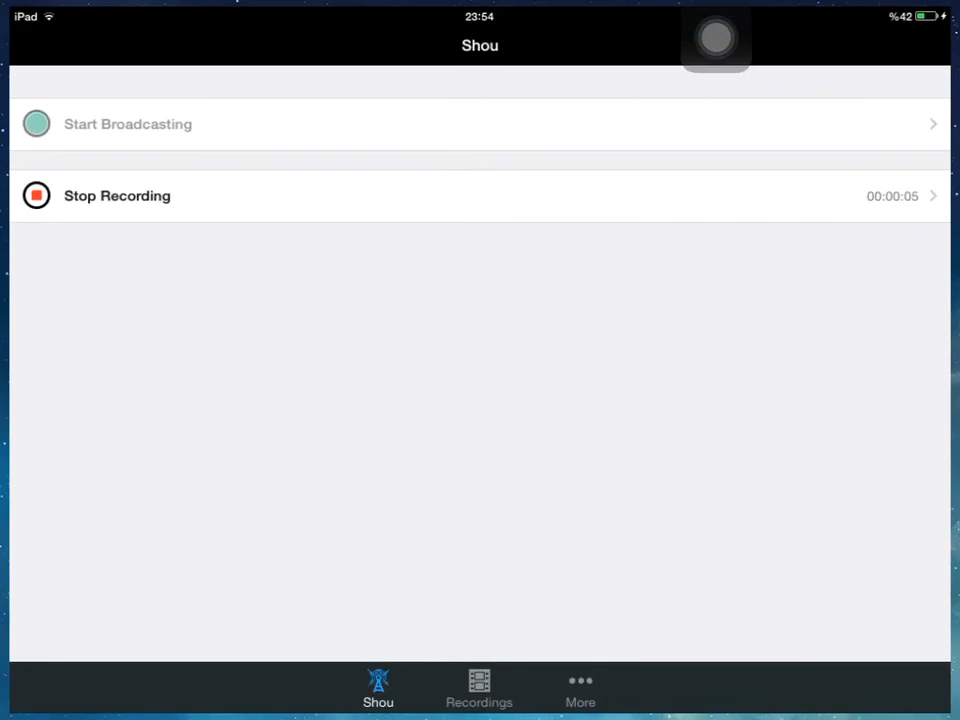 iPad 23:54 %42
Shou
Start Broadcasting
Stop Recording 00:00:05
Shou Recordings More